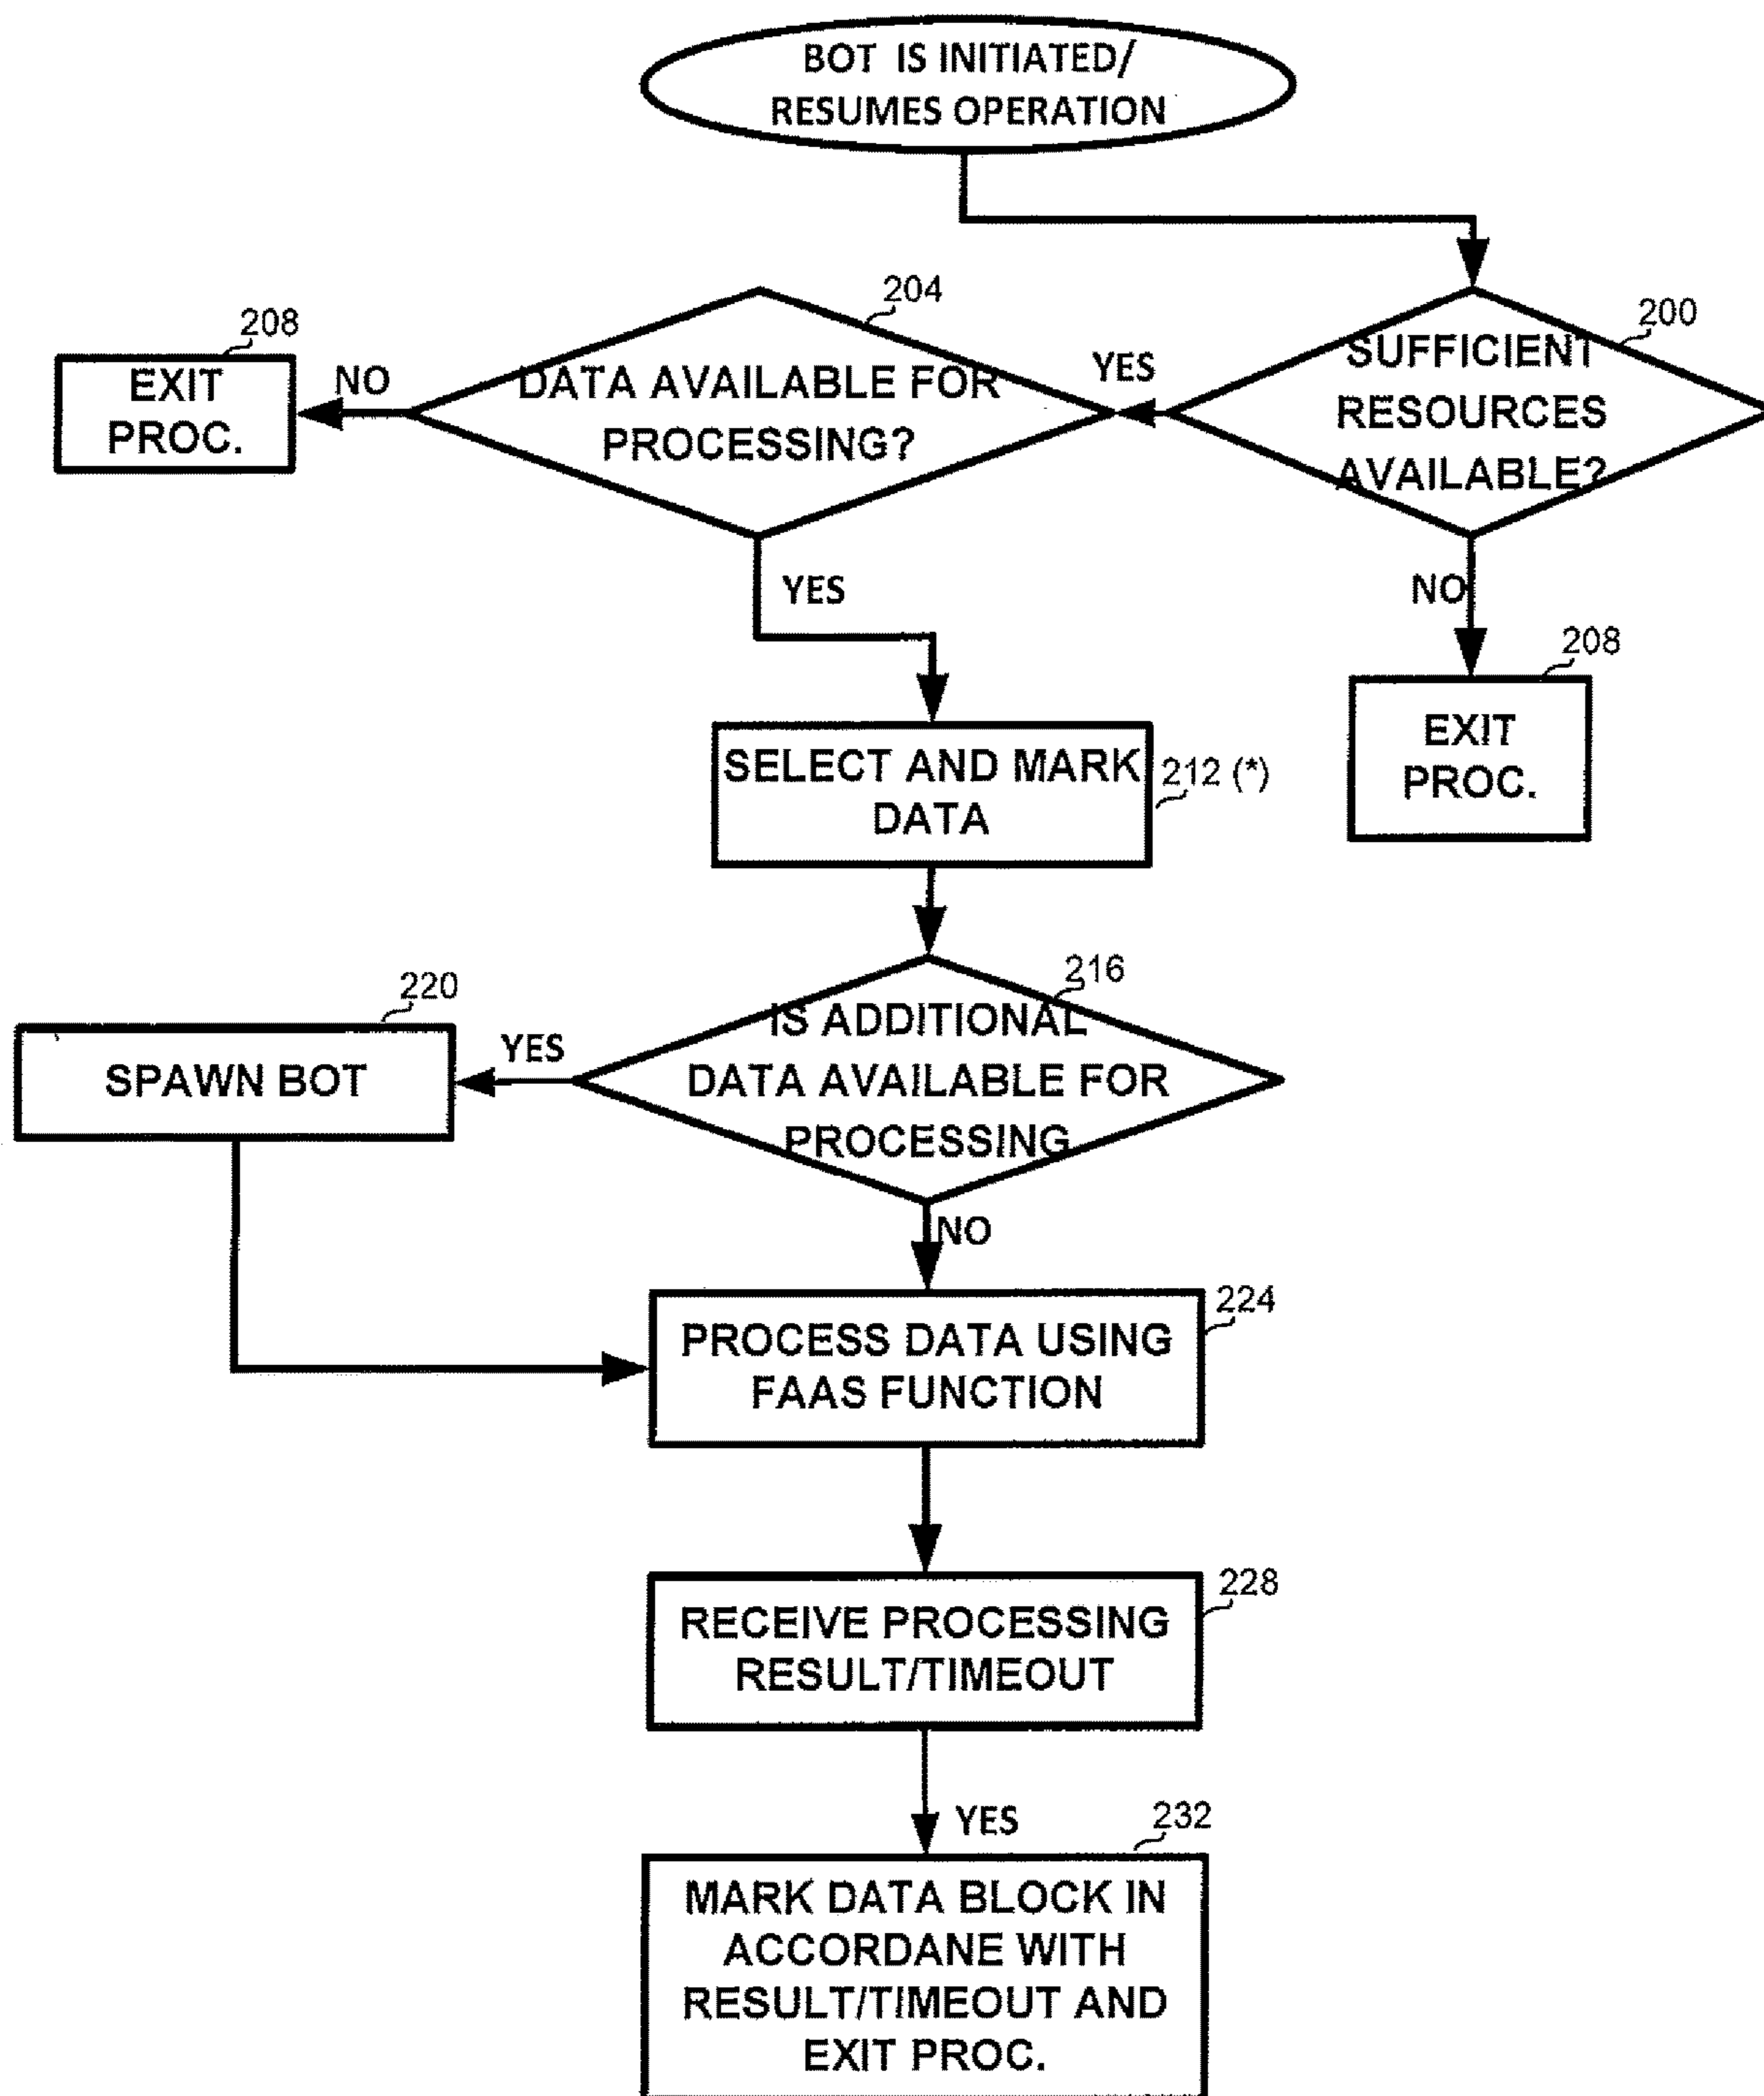 BOT IS INITIATED/
RESUMES OPERATION
204
200
208
EXIT
PROC.
NO
DATA AVAILABLE FOR
PROCESSING?
YES
SUFFICIENT
RESOURCES
AVAILABLE?
YES
NO
208
EXIT
PROC.
SELECT AND MARK
DATA
212 (*)
216
220
SPAWN BOT
YES
IS ADDITIONAL
DATA AVAILABLE FOR
PROCESSING
NO
224
PROCESS DATA USING
FAAS FUNCTION
228
RECEIVE PROCESSING
RESULT/TIMEOUT
YES
232
MARK DATA BLOCK IN
ACCORDANE WITH
RESULT/TIMEOUT AND
EXIT PROC.